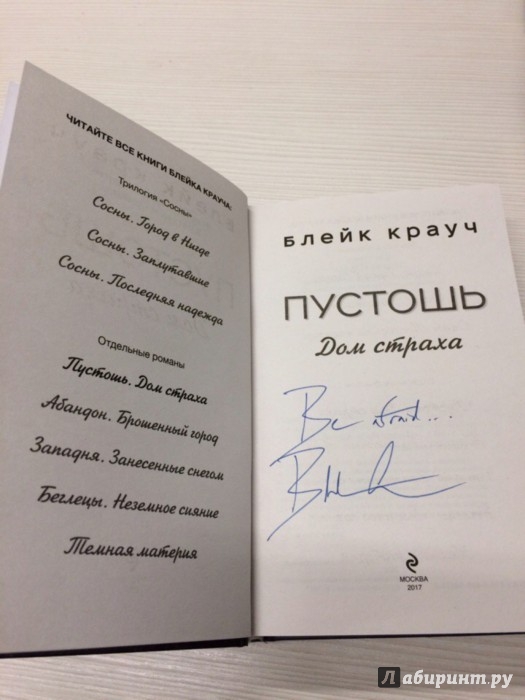 ЧИТАЙТЕ ВСЕ КНИГИ БЛЕЙКА КРАУЧА:
Трилогия «Сосны»
Сосны. Город в Нигде
Сосны. Заплутавшие
Сосны. Последняя надежда
Отдельные романы
Пустошь. Дом страха
Абандон. Брошенный город
Западня. Занесенные снегом
Беглецы. Неземное сияние
Темная материя
БЛЕЙК КРАУЧ
ПУСТОШЬ
Дом страха
Be afraid...
МОСКВА
2017
Лабиринт.ру